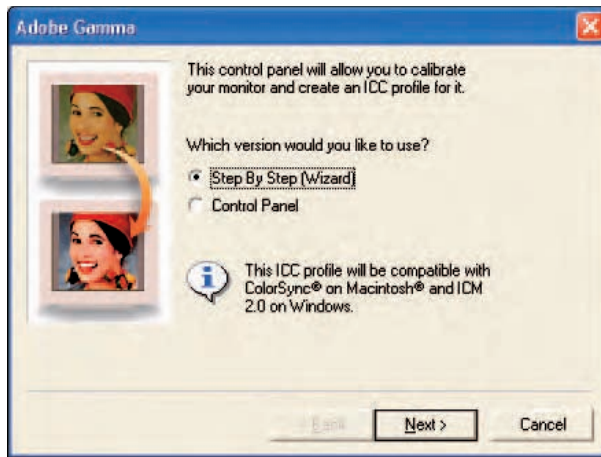 Adobe Gamma
This control panel will allow you to calibrate
your monitor and create an ICC profile for it.
Which version would you like to use?
Step By Step (Wizard)
Control Panel
This ICC profile will be compatible with
ColorSync® on Macintosh® and ICM
2.0 on Windows.
< Back
Next >
Cancel